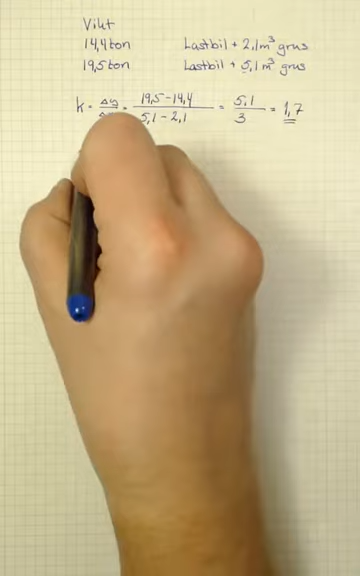 Vikt
14,4 ton Lastbil + 2,1 m³ grus
19,5 ton Lastbil + 5,1 m³ grus
k = Δy = 19,5 - 14,4 = 5,1 = 1,7
5,1 - 2,1 3